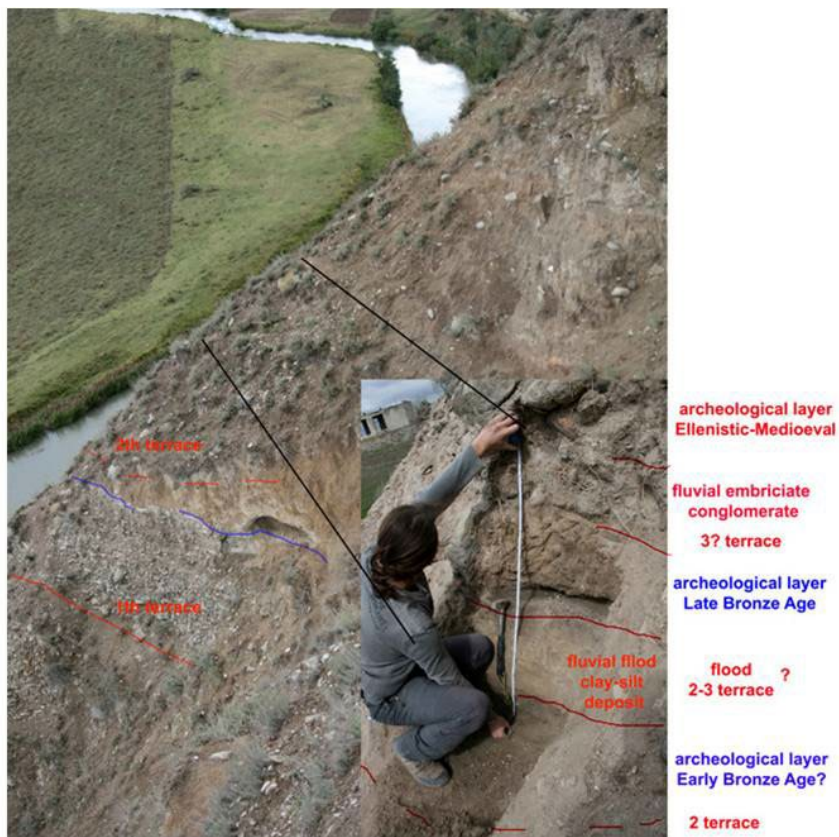 2th terrace
1th terrace
fluvial fllod
clay-silt
deposit
archeological layer
Ellenistic-Medioeval
fluvial embriciate
conglomerate
3? terrace
archeological layer
Late Bronze Age
flood ?
2-3 terrace
archeological layer
Early Bronze Age?
2 terrace